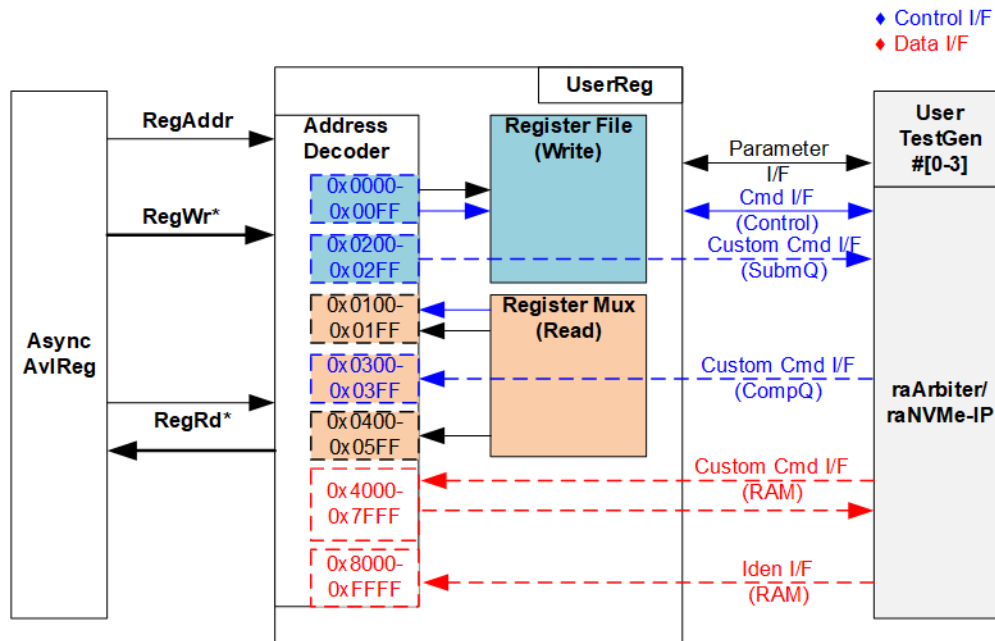 ♦ Control I/F
♦ Data I/F
UserReg
Async
AvlReg
RegAddr
RegWr*
RegRd*
Address
Decoder
0x0000-
0x00FF
0x0200-
0x02FF
0x0100-
0x01FF
0x0300-
0x03FF
0x0400-
0x05FF
0x4000-
0x7FFF
0x8000-
0xFFFF
Register File
(Write)
Register Mux
(Read)
Parameter
I/F
Cmd I/F
(Control)
Custom Cmd I/F
(SubmQ)
Custom Cmd I/F
(CompQ)
Custom Cmd I/F
(RAM)
Iden I/F
(RAM)
User
TestGen
#[0-3]
raArbiter/
raNVMe-IP